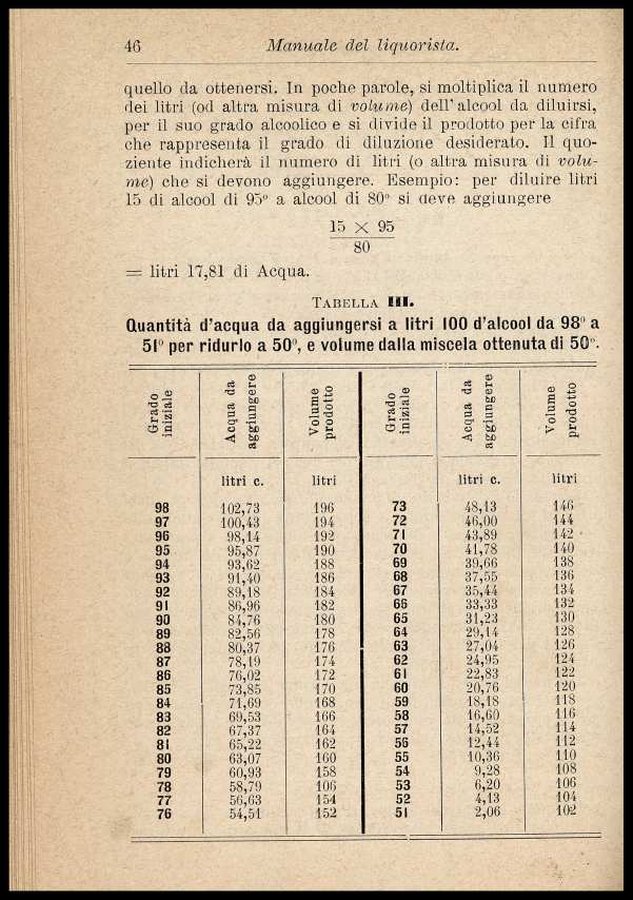 46 Manuale del liquorista.
quello da ottenersi. In poche parole, si moltiplica il numero
dei litri (od altra misura di volume) dell'alcool da diluirsi,
per il suo grado alcoolico e si divide il prodotto per la cifra
che rappresenta il grado di diluzione desiderato. Il quo-
ziente indicherà il numero di litri (o altra misura di volu-
me) che si devono aggiungere. Esempio: per diluire litri
15 di alcool di 95° a alcool di 80° si deve aggiungere
15 × 95
80
= litri 17,81 di Acqua.
TABELLA III.
Quantità d'acqua da aggiungersi a litri 100 d'alcool da 98° a
51° per ridurlo a 50°, e volume dalla miscela ottenuta di 50°.
Grado iniziale Acqua da aggiungere Volume prodotto Grado iniziale Acqua da aggiungere Volume prodotto
litri c. litri litri c. litri
98 102,73 196 73 48,13 146
97 100,43 194 72 46,00 144
96 98,14 192 71 43,89 142
95 95,87 190 70 41,78 140
94 93,62 188 69 39,66 138
93 91,40 186 68 37,55 136
92 89,18 184 67 35,44 134
91 86,96 182 66 33,33 132
90 84,76 180 65 31,23 130
89 82,56 178 64 29,14 128
88 80,37 176 63 27,04 126
87 78,19 174 62 24,95 124
86 76,02 172 61 22,83 122
85 73,85 170 60 20,76 120
84 71,69 168 59 18,18 118
83 69,53 166 58 16,60 116
82 67,37 164 57 14,52 114
81 65,22 162 56 12,44 112
80 63,07 160 55 10,36 110
79 60,93 158 54 9,28 108
78 58,79 106 53 6,20 106
77 56,63 154 52 4,13 104
76 54,51 152 51 2,06 102